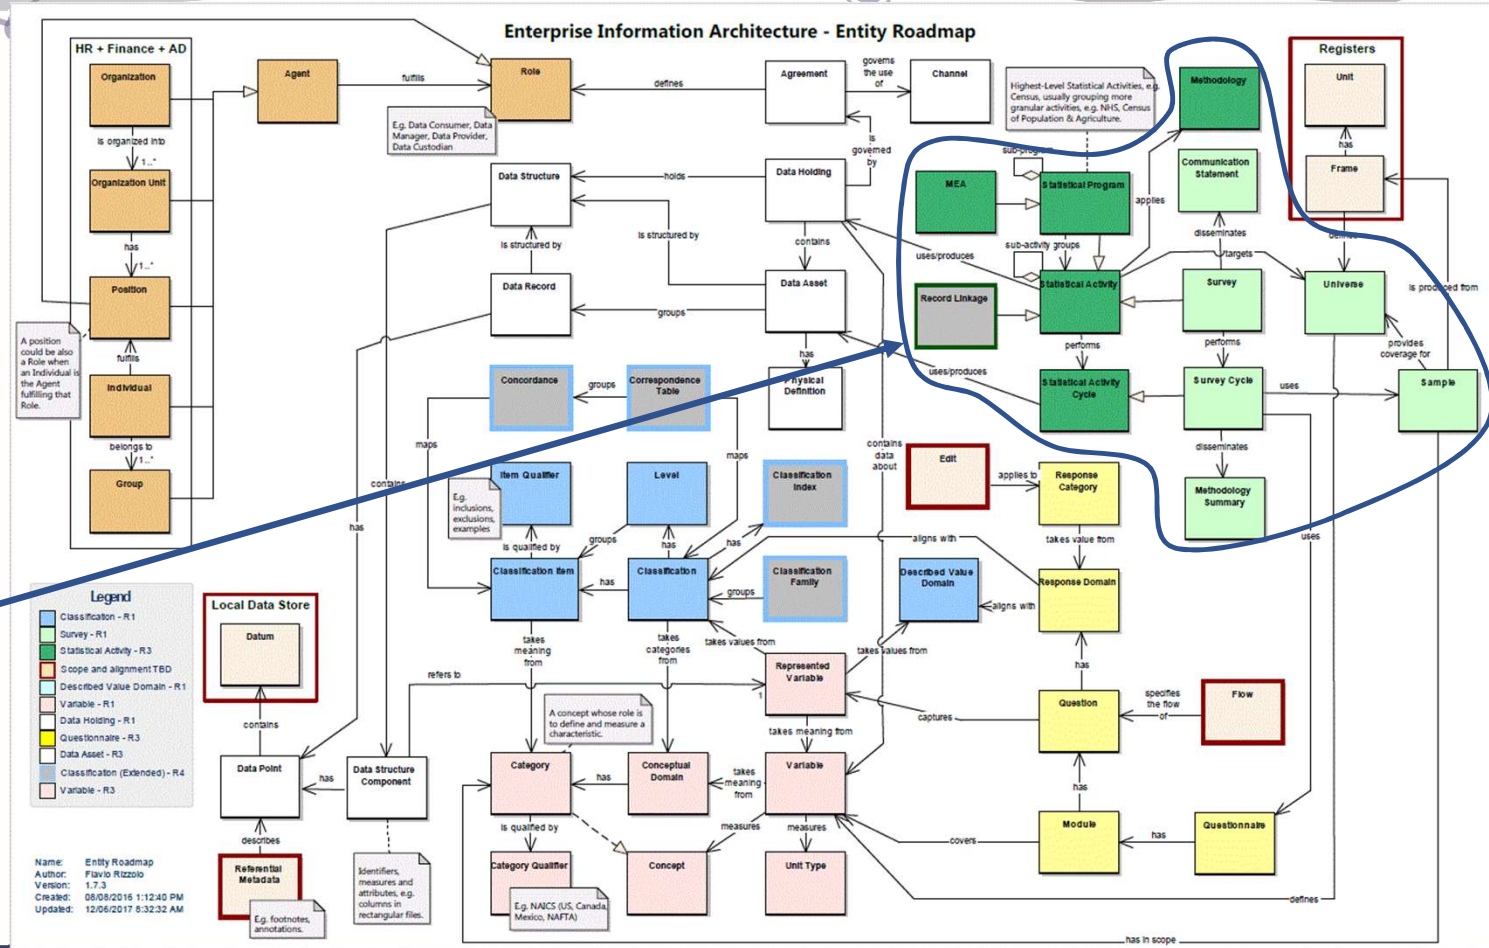 Enterprise Information Architecture - Entity Roadmap
HR + Finance + AD
Organization
is organized into
1..*
Organization Unit
has
1..*
Position
fulfils
Individual
belongs to
1..*
Group
A position
could be also
a Role when
an Individual is
the Agent
fulfilling that
Role.
Agent
fulfils
Role
E.g. Data Consumer, Data
Manager, Data Provider,
Data Custodian
defines
Agreement
governs
the use
of
Channel
is
governed
by
Data Structure
holds
Data Holding
is structured by
is structured by
contains
Data Record
groups
Data Asset
has
Physical
Definition
uses/produces
uses/produces
Highest-Level Statistical Activities, e.g.
Census, usually grouping more
granular activities, e.g. NHS, Census
of Population & Agriculture.
Methodology
sub-program
MEA
Statistical Program
applies
Communication
Statement
disseminates
sub-activity groups
targets
Statistical Activity
Survey
Record Linkage
performs
performs
Statistical Activity
Cycle
Survey Cycle
uses
disseminates
Methodology
Summary
uses
Registers
Unit
has
Frame
defines
Universe
is produced from
provides
coverage for
Sample
Concordance
groups
Correspondence
Table
maps
maps
contains
has
contains
data
about
Item Qualifier
E.g.
inclusions,
exclusions,
examples
Level
Classification
Index
is qualified by
groups
has
has
Classification Item
has
Classification
groups
Classification
Family
aligns with
Described Value
Domain
aligns with
Edit
applies to
Response
Category
takes value from
Response Domain
has
takes
meaning
from
takes
categories
from
takes values from
takes values from
Represented
Variable
1
refers to
captures
Question
specifies
the flow
of
Flow
has
A concept whose role is
to define and measure a
characteristic.
takes meaning from
Category
has
Conceptual
Domain
takes
meaning
from
Variable
is qualified by
measures
measures
Category Qualifier
E.g. NAICS (US, Canada,
Mexico, NAFTA)
Concept
Unit Type
covers
Module
has
Questionnaire
defines
has in scope
Legend
Classification - R1
Survey - R1
Statistical Activity - R3
Scope and alignment TBD
Described Value Domain - R1
Variable - R1
Data Holding - R1
Questionnaire - R3
Data Asset - R3
Classification (Extended) - R4
Variable - R3
Local Data Store
Datum
contains
Data Point
has
Data Structure
Component
describes
Referential
Metadata
E.g. footnotes,
annotations.
Identifiers,
measures and
attributes, e.g.
columns in
rectangular files.
Name: Entity Roadmap
Author: Flavio Rizzolo
Version: 1.7.3
Created: 08/08/2016 1:12:40 PM
Updated: 12/06/2017 8:32:32 AM